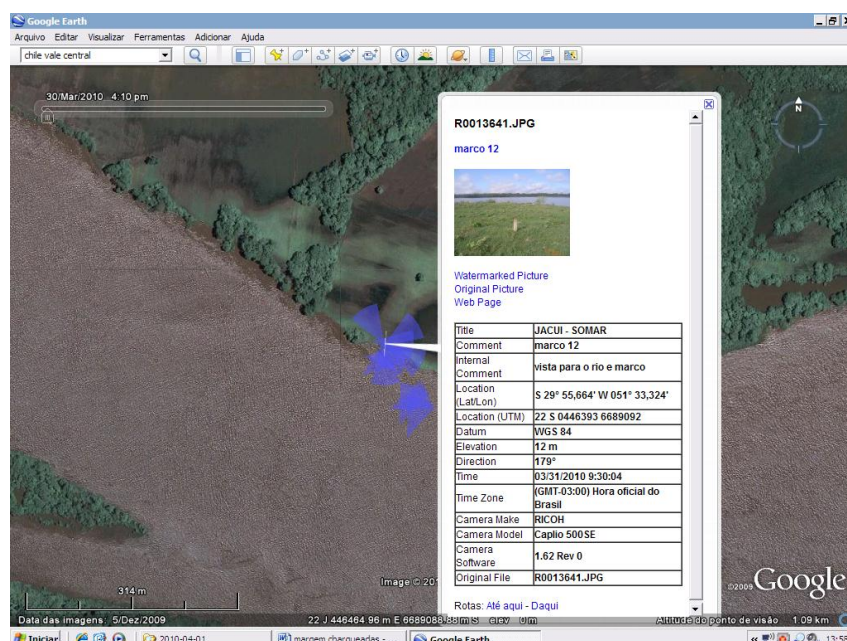 Google Earth
Arquivo Editar Visualizar Ferramentas Adicionar Ajuda
chile vale central
30/Mar/2010 4:10 pm
N
R0013641.JPG
marco 12
Watermarked Picture
Original Picture
Web Page
Title JACUI - SOMAR
Comment marco 12
Internal Comment vista para o rio e marco
Location (Lat/Lon) S 29° 55,664' W 051° 33,324'
Location (UTM) 22 S 0446393 6689092
Datum WGS 84
Elevation 12 m
Direction 179°
Time 03/31/2010 9:30:04
Time Zone (GMT-03:00) Hora oficial do Brasil
Camera Make RICOH
Camera Model Caplio 500SE
Camera Software 1.62 Rev 0
Original File R0013641.JPG
Rotas: Até aqui - Daqui
Image © 201
©2009 Google
314 m
Data das imagens: 5/Dez/2009 22 J 446464.96 m E 6689088.88 m S elev 0 m Altitude do ponto de visão 1.09 km
Iniciar 2010-04-01 margem charqueadas - Google Earth 13:58